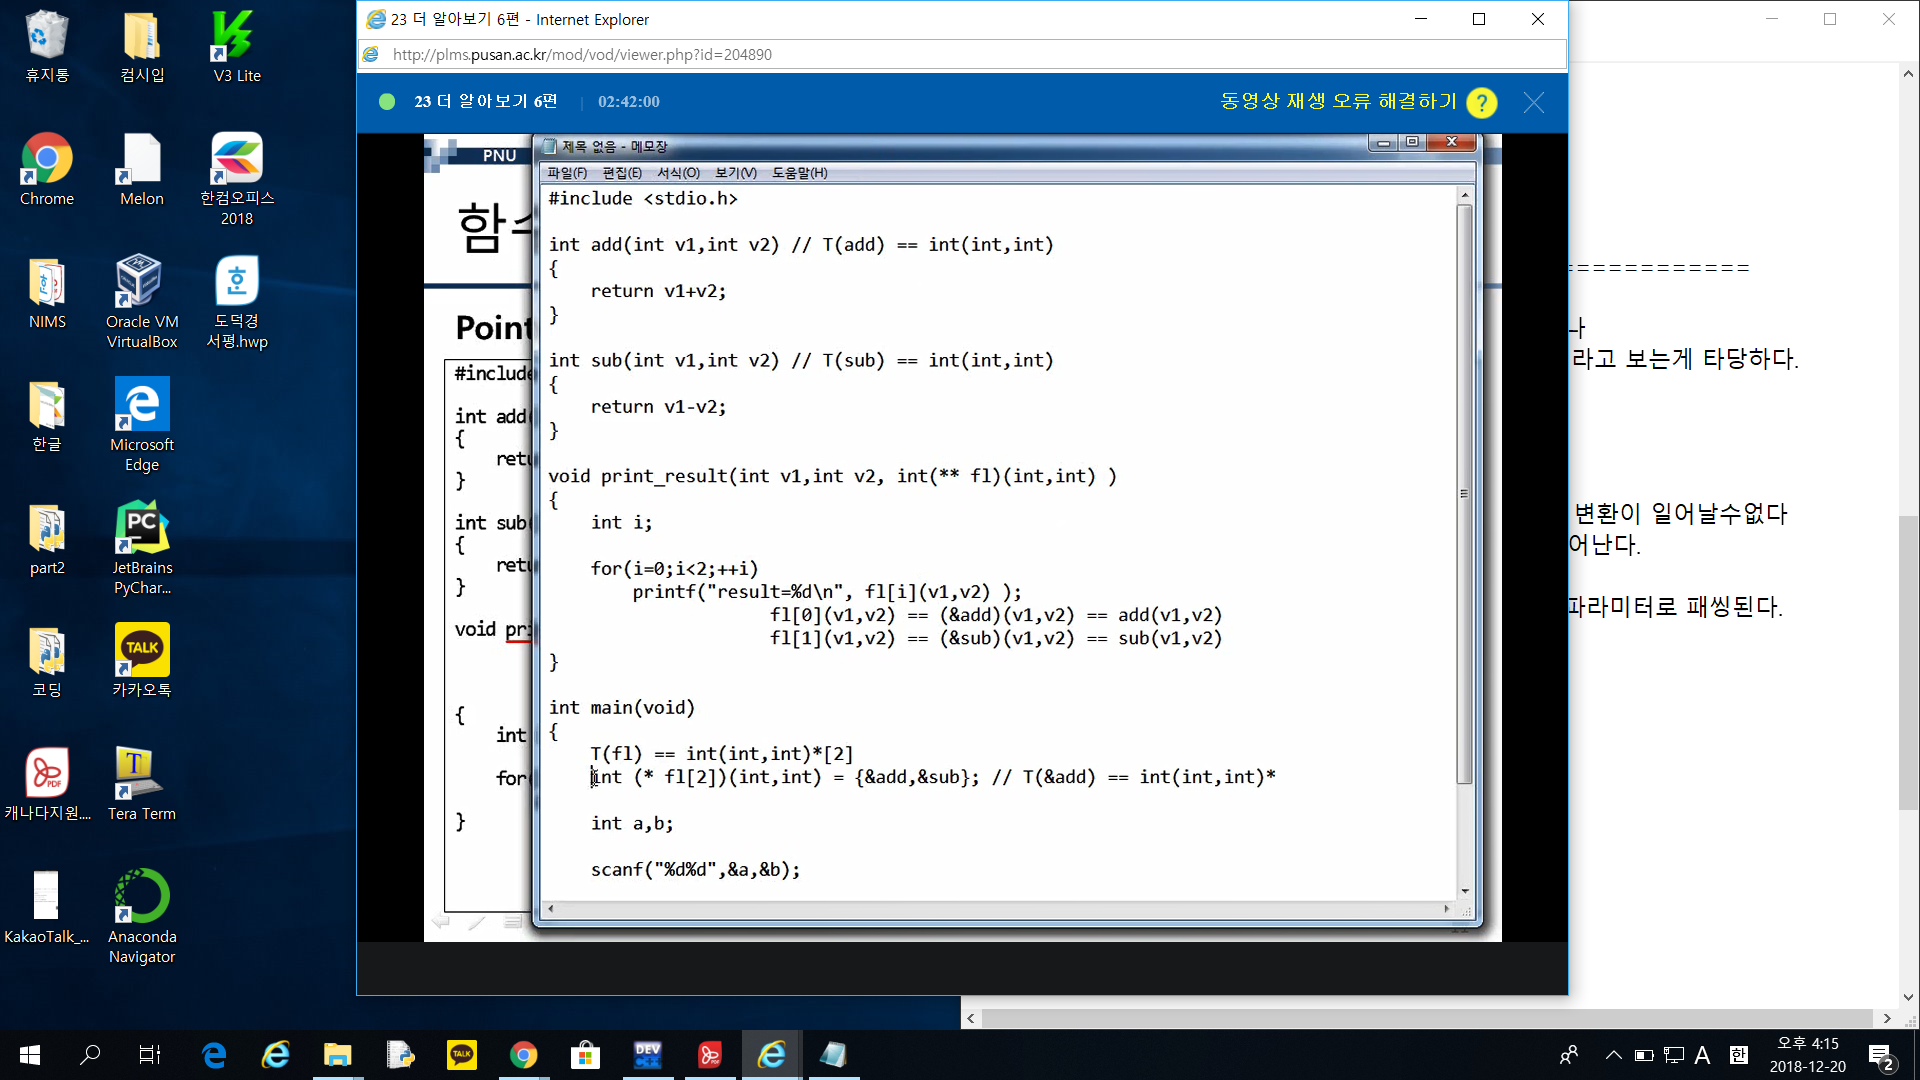 휴지통
컴시입
V3 Lite
Chrome
Melon
한컴오피스
2018
NIMS
Oracle VM
VirtualBox
도덕경
서평.hwp
한글
Microsoft
Edge
part2
JetBrains
PyChar...
코딩
카카오톡
캐나다지원....
Tera Term
KakaoTalk_...
Anaconda
Navigator
23 더 알아보기 6편 - Internet Explorer
http://plms.pusan.ac.kr/mod/vod/viewer.php?id=204890
23 더 알아보기 6편 | 02:42:00
동영상 재생 오류 해결하기 ?
PNU
Point
#include
int add(
{
retu
}
int sub(
{
retu
}
void pri
{
int
for(
}
제목 없음 - 메모장
파일(F) 편집(E) 서식(O) 보기(V) 도움말(H)
#include <stdio.h>
int add(int v1,int v2) // T(add) == int(int,int)
{
return v1+v2;
}
int sub(int v1,int v2) // T(sub) == int(int,int)
{
return v1-v2;
}
void print_result(int v1,int v2, int(** fl)(int,int) )
{
int i;
for(i=0;i<2;++i)
printf("result=%d\n", fl[i](v1,v2) );
fl[0](v1,v2) == (&add)(v1,v2) == add(v1,v2)
fl[1](v1,v2) == (&sub)(v1,v2) == sub(v1,v2)
}
int main(void)
{
T(fl) == int(int,int)*[2]
int (* fl[2])(int,int) = {&add,&sub}; // T(&add) == int(int,int)*
int a,b;
scanf("%d%d",&a,&b);
============
나
라고 보는게 타당하다.
변환이 일어날수없다
어난다.
파라미터로 패씽된다.
TALK
PC
DEV
A
한
오후 4:15
2018-12-20
2